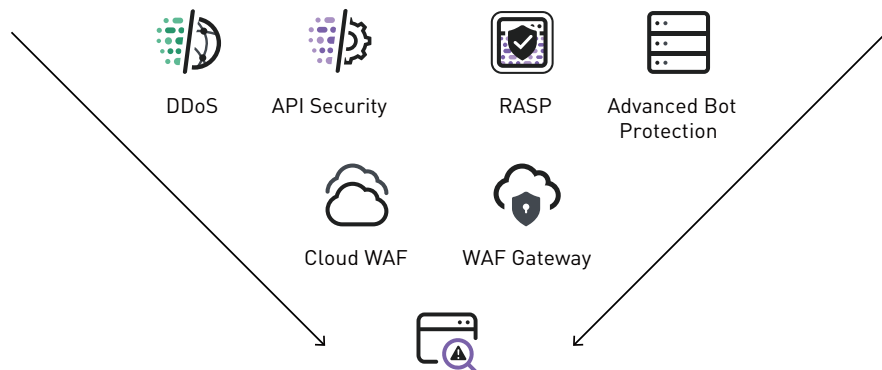 DDoS
API Security
RASP
Advanced Bot
Protection
Cloud WAF
WAF Gateway